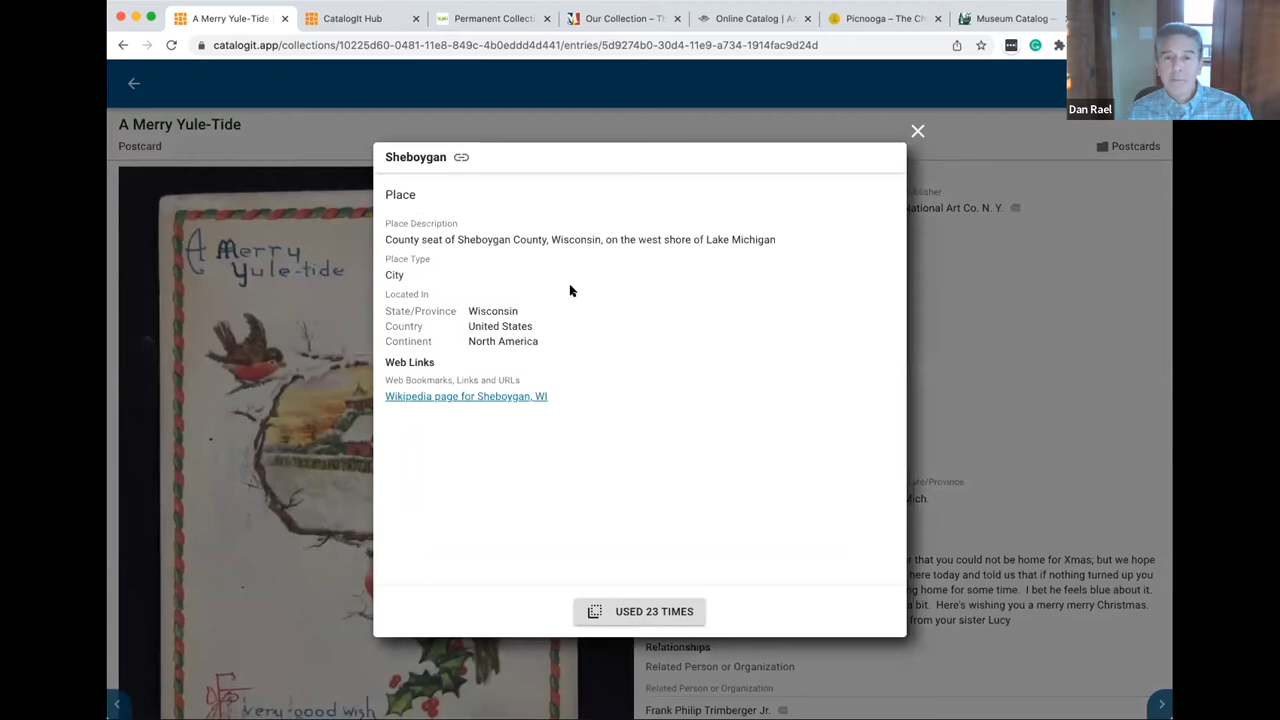 A Merry Yule-Tide
CatalogIt Hub
Permanent Collecti
Our Collection – Th
Online Catalog | A
Picnooga – The Ch
Museum Catalog –
catalogit.app/collections/10225d60-0481-11e8-849c-4b0eddd4d441/entries/5d9274b0-30d4-11e9-a734-1914fac9d24d
Dan Rael
A Merry Yule-Tide
Postcard
Postcards
A Merry
Yule-tide
very good wish
Sheboygan
Place
Place Description
County seat of Sheboygan County, Wisconsin, on the west shore of Lake Michigan
Place Type
City
Located In
State/Province Wisconsin
Country United States
Continent North America
Web Links
Web Bookmarks, Links and URLs
Wikipedia page for Sheboygan, WI
USED 23 TIMES
blisher
National Art Co. N. Y.
ate/Province
Mich.
that you could not be home for Xmas; but we hope
here today and told us that if nothing turned up you
g home for some time. I bet he feels blue about it.
a bit. Here's wishing you a merry merry Christmas.
from your sister Lucy
Relationships
Related Person or Organization
Related Person or Organization
Frank Philip Trimberger Jr.